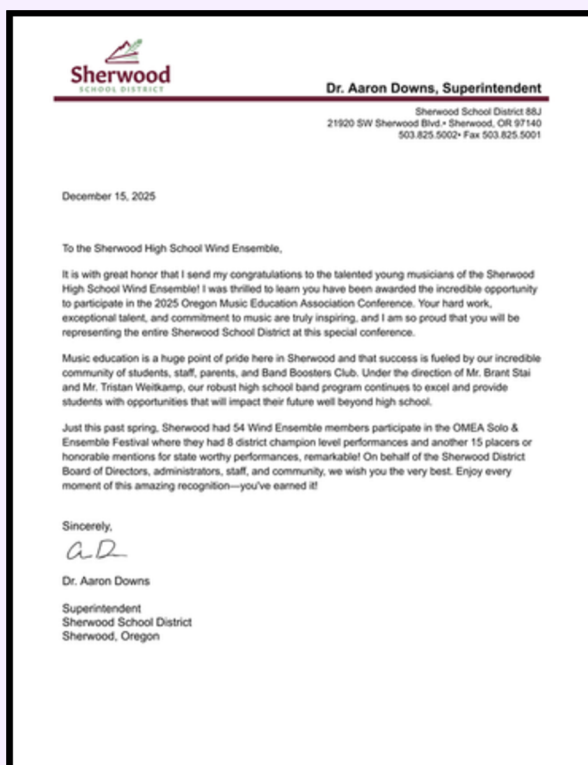 Sherwood
SCHOOL DISTRICT
Dr. Aaron Downs, Superintendent
Sherwood School District 88J
21920 SW Sherwood Blvd.• Sherwood, OR 97140
503.825.5002• Fax 503.825.5001
December 15, 2025
To the Sherwood High School Wind Ensemble,
It is with great honor that I send my congratulations to the talented young musicians of the Sherwood
High School Wind Ensemble! I was thrilled to learn you have been awarded the incredible opportunity
to participate in the 2025 Oregon Music Education Association Conference. Your hard work,
exceptional talent, and commitment to music are truly inspiring, and I am so proud that you will be
representing the entire Sherwood School District at this special conference.
Music education is a huge point of pride here in Sherwood and that success is fueled by our incredible
community of students, staff, parents, and Band Boosters Club. Under the direction of Mr. Brant Stai
and Mr. Tristan Weitkamp, our robust high school band program continues to excel and provide
students with opportunities that will impact their future well beyond high school.
Just this past spring, Sherwood had 54 Wind Ensemble members participate in the OMEA Solo &
Ensemble Festival where they had 8 district champion level performances and another 15 placers or
honorable mentions for state worthy performances, remarkable! On behalf of the Sherwood District
Board of Directors, administrators, staff, and community, we wish you the very best. Enjoy every
moment of this amazing recognition—you've earned it!
Sincerely,
Dr. Aaron Downs
Superintendent
Sherwood School District
Sherwood, Oregon